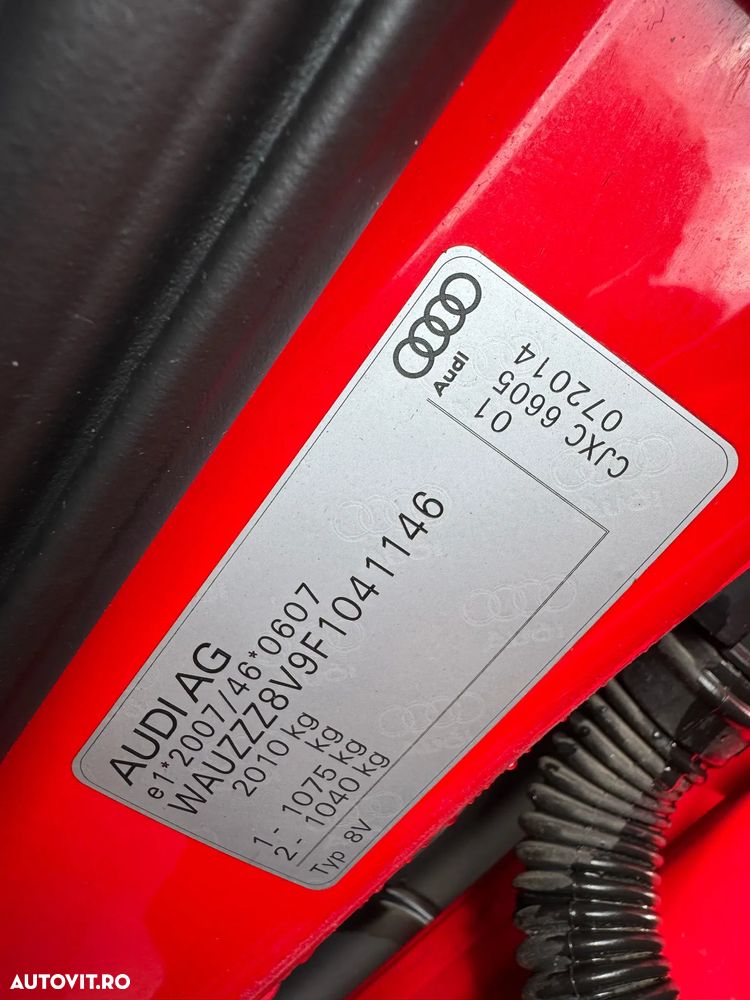 AUDI AG
e1*2007/46*0607
WAUZZZ8V9F1041146
2010 kg
kg
1- 1075 kg
2- 1040 kg
Typ 8V
Audi
01
CJXC 6605
072014
AUTOVIT.RO